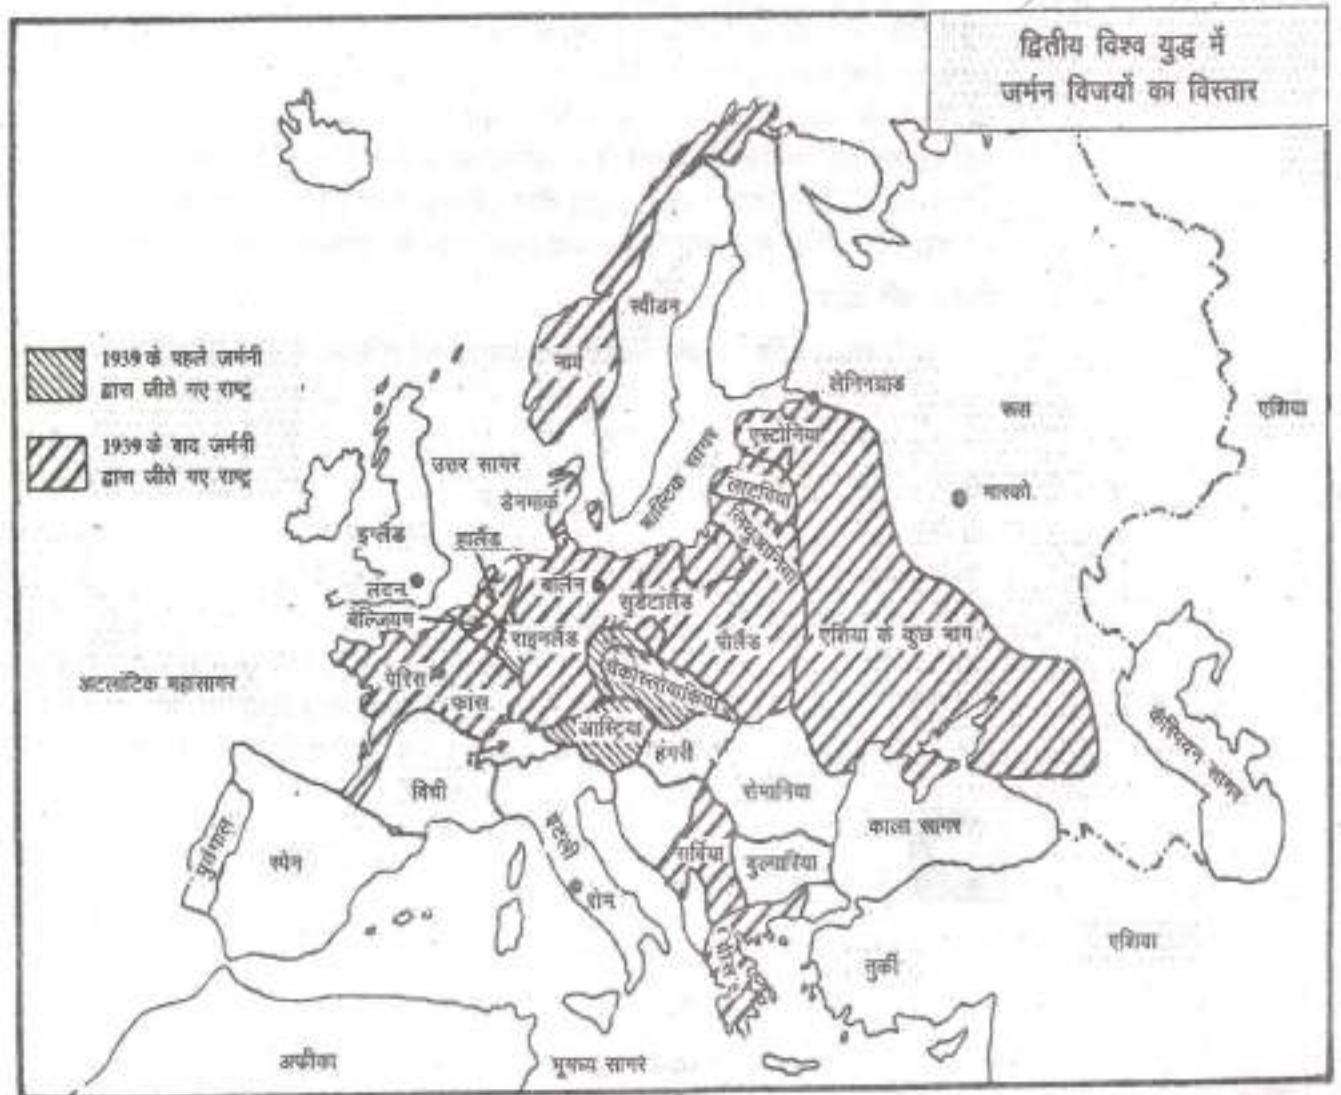 द्वितीय विश्व युद्ध में
जर्मन विजयों का विस्तार
1939 के पहले जर्मनी
द्वारा जीते गए राष्ट्र
1939 के बाद जर्मनी
द्वारा जीते गए राष्ट्र
स्वीडन
नार्वे
लेनिनग्राड
रूस
एशिया
एस्टोनिया
उत्तर सागर
बाल्टिक सागर
डेनमार्क
लाटविया
मास्को
लिथुआनिया
इंग्लैंड
हालैंड
लंदन
बर्लिन
सुडेटालैंड
बेल्जियम
राइनलैंड
पोलैंड
एशिया के कुछ भाग
अटलांटिक महासागर
पेरिस
फ्रांस
चेकोस्लोवाकिया
आस्ट्रिया
हंगरी
कैस्पियन सागर
विची
रोमानिया
काला सागर
इटली
सर्बिया
बुल्गारिया
पुर्तगाल
स्पेन
रोम
ग्रीस
तुर्की
एशिया
अफ्रीका
भूमध्य सागर